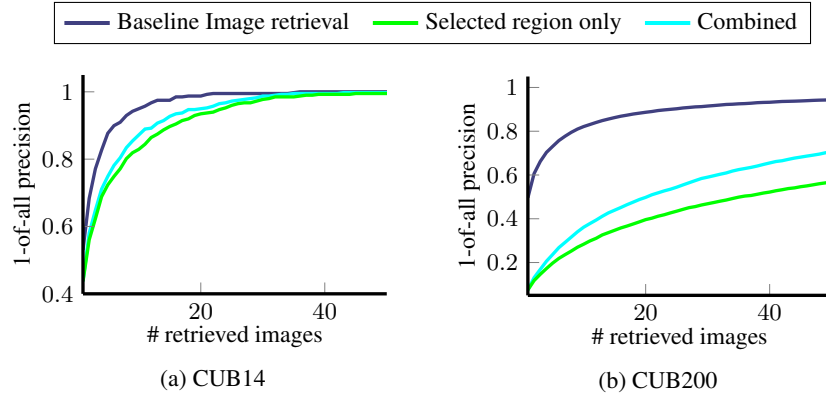 Baseline Image retrieval Selected region only Combined
1
0.8
0.6
0.4
20 40
1-of-all precision
# retrieved images
(a) CUB14
1
0.8
0.6
0.4
0.2
20 40
1-of-all precision
# retrieved images
(b) CUB200